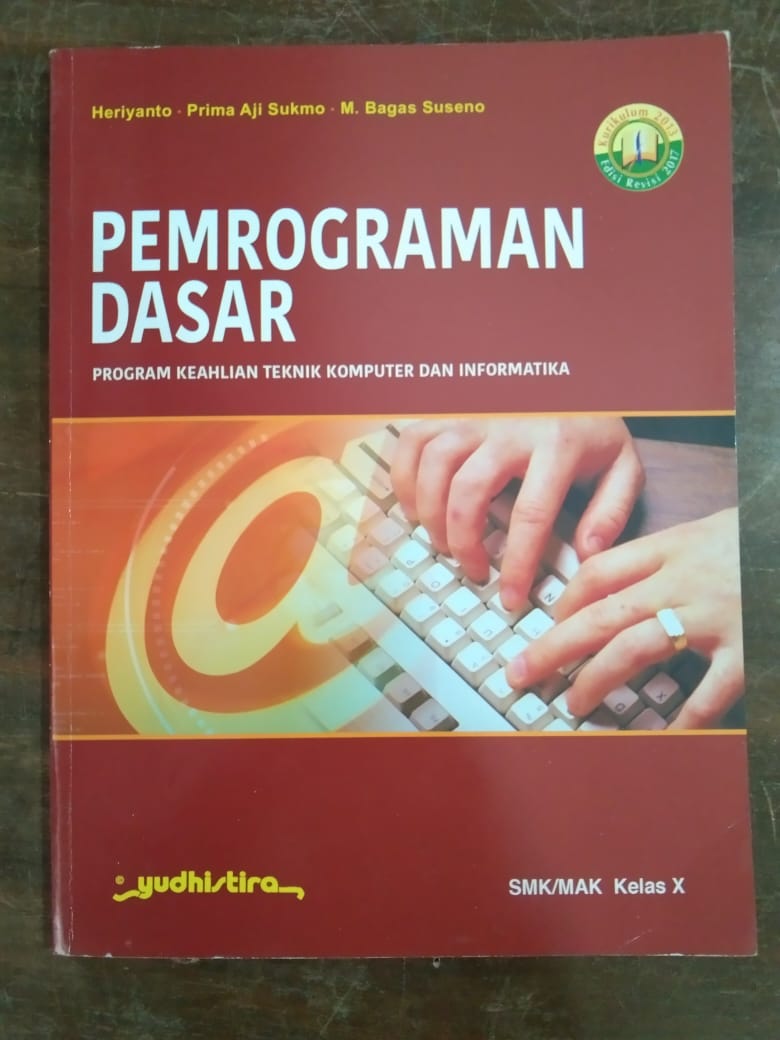 Heriyanto · Prima Aji Sukmo · M. Bagas Suseno
Kurikulum 2013
Edisi Revisi 2017
PEMROGRAMAN
DASAR
PROGRAM KEAHLIAN TEKNIK KOMPUTER DAN INFORMATIKA
@
yudhistira
SMK/MAK Kelas X